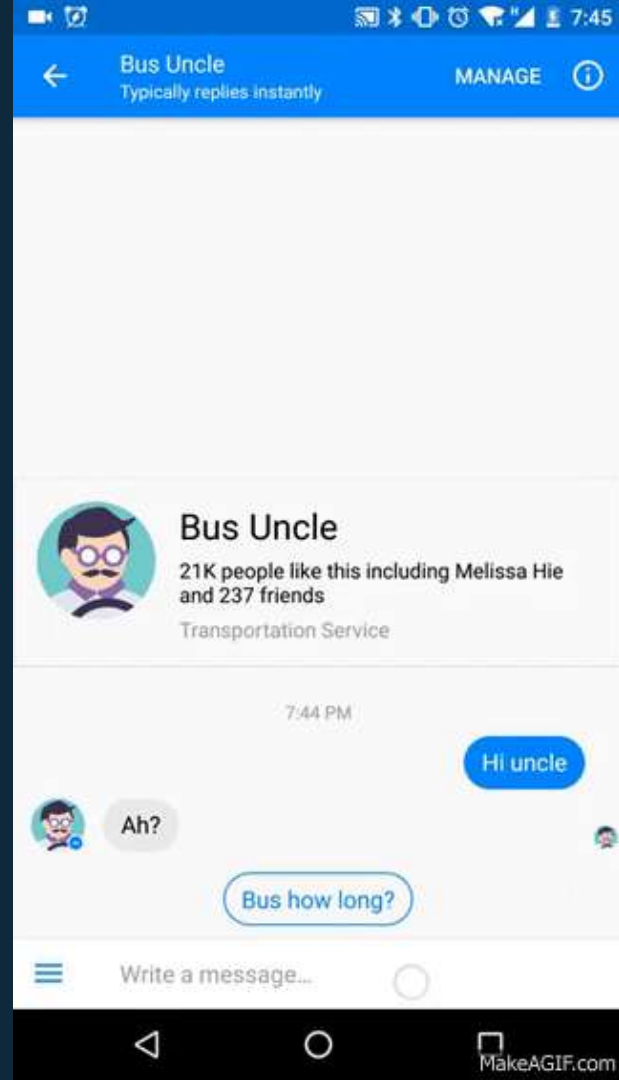 7:45
Bus Uncle
Typically replies instantly
MANAGE
Bus Uncle
21K people like this including Melissa Hie
and 237 friends
Transportation Service
7:44 PM
Hi uncle
Ah?
Bus how long?
Write a message...
MakeAGIF.com